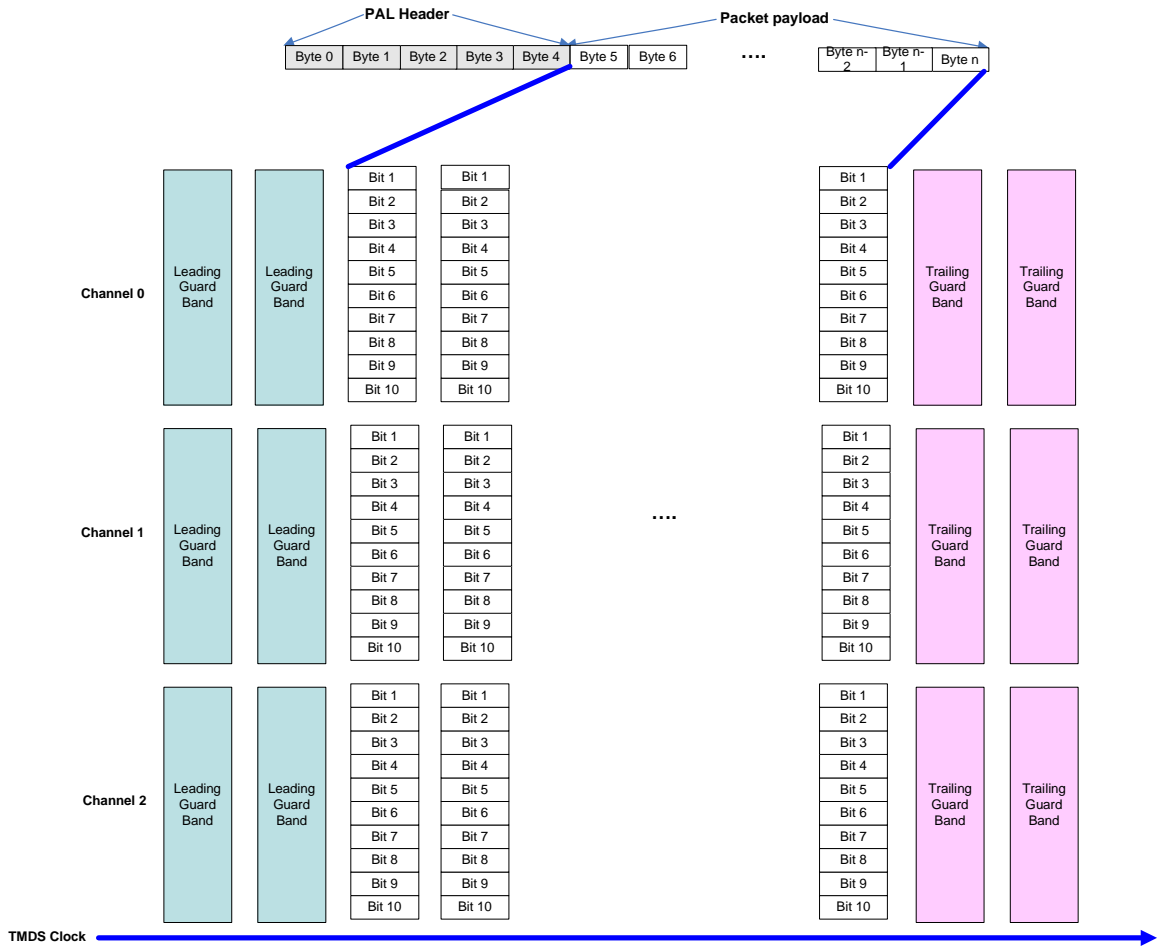 PAL Header
Packet payload
Byte 0 Byte 1 Byte 2 Byte 3 Byte 4 Byte 5 Byte 6 .... Byte n-2 Byte n-1 Byte n
Channel 0
Leading Guard Band
Leading Guard Band
Bit 1 Bit 1 Bit 1
Bit 2 Bit 2 Bit 2
Bit 3 Bit 3 Bit 3
Bit 4 Bit 4 Bit 4
Bit 5 Bit 5 Bit 5
Bit 6 Bit 6 Bit 6
Bit 7 Bit 7 Bit 7
Bit 8 Bit 8 Bit 8
Bit 9 Bit 9 Bit 9
Bit 10 Bit 10 Bit 10
Trailing Guard Band
Trailing Guard Band
Channel 1
Leading Guard Band
Leading Guard Band
Bit 1 Bit 1 Bit 1
Bit 2 Bit 2 Bit 2
Bit 3 Bit 3 Bit 3
Bit 4 Bit 4 .... Bit 4
Bit 5 Bit 5 Bit 5
Bit 6 Bit 6 Bit 6
Bit 7 Bit 7 Bit 7
Bit 8 Bit 8 Bit 8
Bit 9 Bit 9 Bit 9
Bit 10 Bit 10 Bit 10
Trailing Guard Band
Trailing Guard Band
Channel 2
Leading Guard Band
Leading Guard Band
Bit 1 Bit 1 Bit 1
Bit 2 Bit 2 Bit 2
Bit 3 Bit 3 Bit 3
Bit 4 Bit 4 Bit 4
Bit 5 Bit 5 Bit 5
Bit 6 Bit 6 Bit 6
Bit 7 Bit 7 Bit 7
Bit 8 Bit 8 Bit 8
Bit 9 Bit 9 Bit 9
Bit 10 Bit 10 Bit 10
Trailing Guard Band
Trailing Guard Band
TMDS Clock